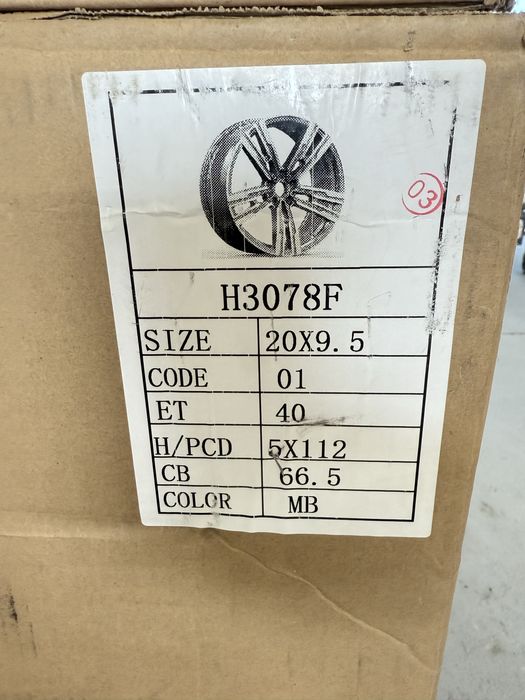 03
H3078F
SIZE 20X9.5
CODE 01
ET 40
H/PCD 5X112
CB 66.5
COLOR MB